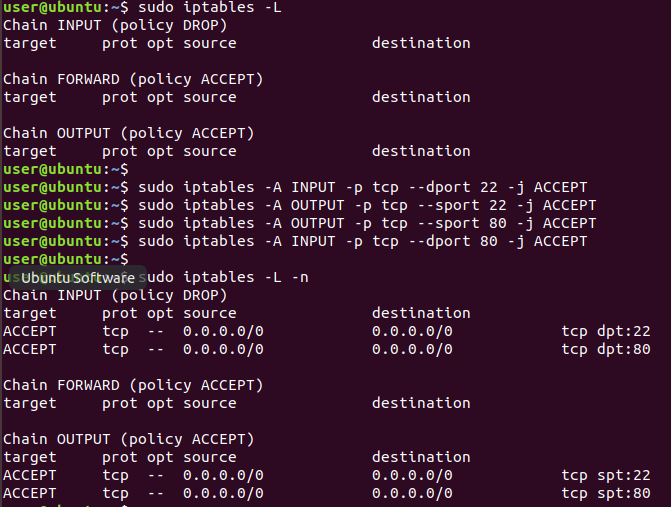 user@ubuntu:~$ sudo iptables -L
Chain INPUT (policy DROP)
target     prot opt source               destination

Chain FORWARD (policy ACCEPT)
target     prot opt source               destination

Chain OUTPUT (policy ACCEPT)
target     prot opt source               destination
user@ubuntu:~$
user@ubuntu:~$ sudo iptables -A INPUT -p tcp --dport 22 -j ACCEPT
user@ubuntu:~$ sudo iptables -A OUTPUT -p tcp --sport 22 -j ACCEPT
user@ubuntu:~$ sudo iptables -A OUTPUT -p tcp --sport 80 -j ACCEPT
user@ubuntu:~$ sudo iptables -A INPUT -p tcp --dport 80 -j ACCEPT
user@ubuntu:~$
Ubuntu Software sudo iptables -L -n
Chain INPUT (policy DROP)
target     prot opt source               destination
ACCEPT     tcp  --  0.0.0.0/0            0.0.0.0/0            tcp dpt:22
ACCEPT     tcp  --  0.0.0.0/0            0.0.0.0/0            tcp dpt:80

Chain FORWARD (policy ACCEPT)
target     prot opt source               destination

Chain OUTPUT (policy ACCEPT)
target     prot opt source               destination
ACCEPT     tcp  --  0.0.0.0/0            0.0.0.0/0            tcp spt:22
ACCEPT     tcp  --  0.0.0.0/0            0.0.0.0/0            tcp spt:80